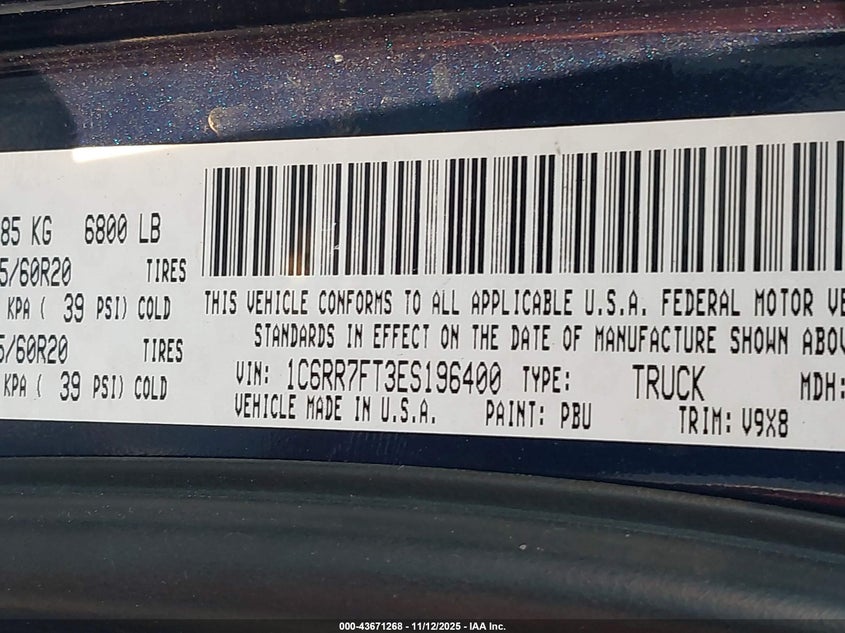 85 KG 6800 LB
5/60R20 TIRES
KPA ( 39 PSI) COLD
5/60R20 TIRES
KPA ( 39 PSI) COLD
THIS VEHICLE CONFORMS TO ALL APPLICABLE U.S.A. FEDERAL MOTOR VE
STANDARDS IN EFFECT ON THE DATE OF MANUFACTURE SHOWN ABOV
VIN: 1C6RR7FT3ES196400 TYPE: TRUCK MDH:
VEHICLE MADE IN U.S.A. PAINT: PBU TRIM: V9X8
000-43671268 - 11/12/2025 - IAA Inc.